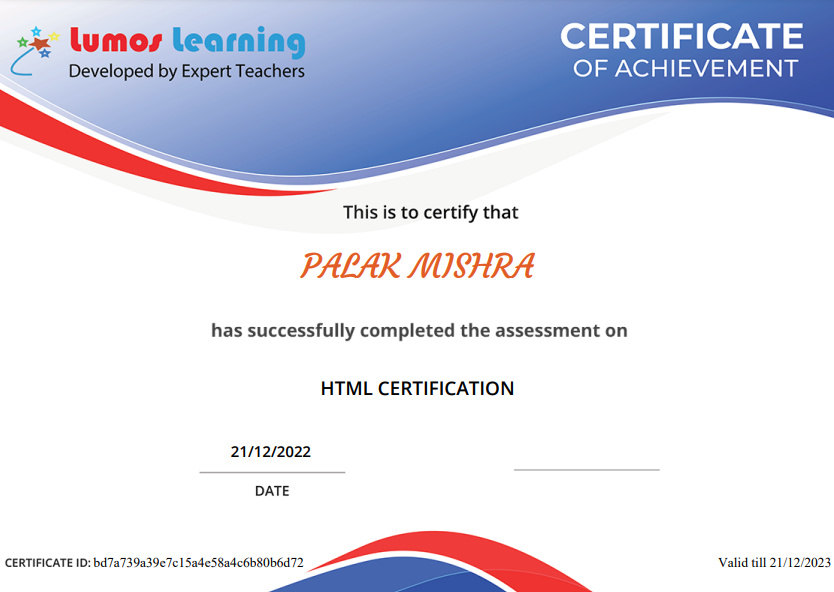 Lumos Learning
Developed by Expert Teachers
CERTIFICATE
OF ACHIEVEMENT
This is to certify that
PALAK MISHRA
has successfully completed the assessment on
HTML CERTIFICATION
21/12/2022
DATE
CERTIFICATE ID: bd7a739a39e7c15a4e58a4c6b80b6d72
Valid till 21/12/2023